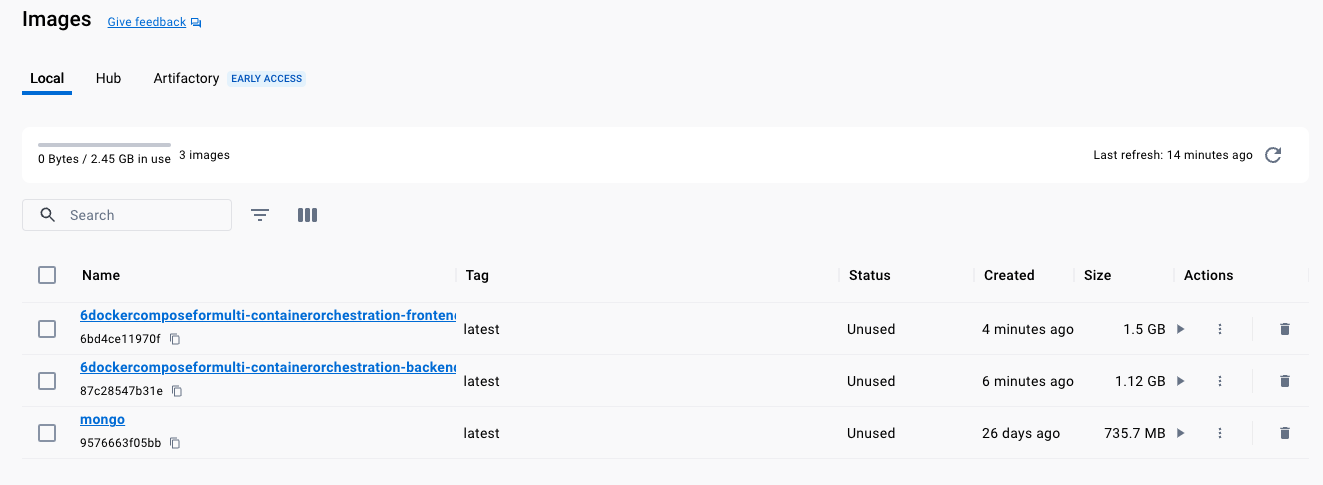 Images Give feedback
Local Hub Artifactory EARLY ACCESS
0 Bytes / 2.45 GB in use 3 images Last refresh: 14 minutes ago
Search
Name Tag Status Created Size Actions
6dockercomposeformulti-containerorchestration-frontend
6bd4ce11970f latest Unused 4 minutes ago 1.5 GB
6dockercomposeformulti-containerorchestration-backend
87c28547b31e latest Unused 6 minutes ago 1.12 GB
mongo
9576663f05bb latest Unused 26 days ago 735.7 MB